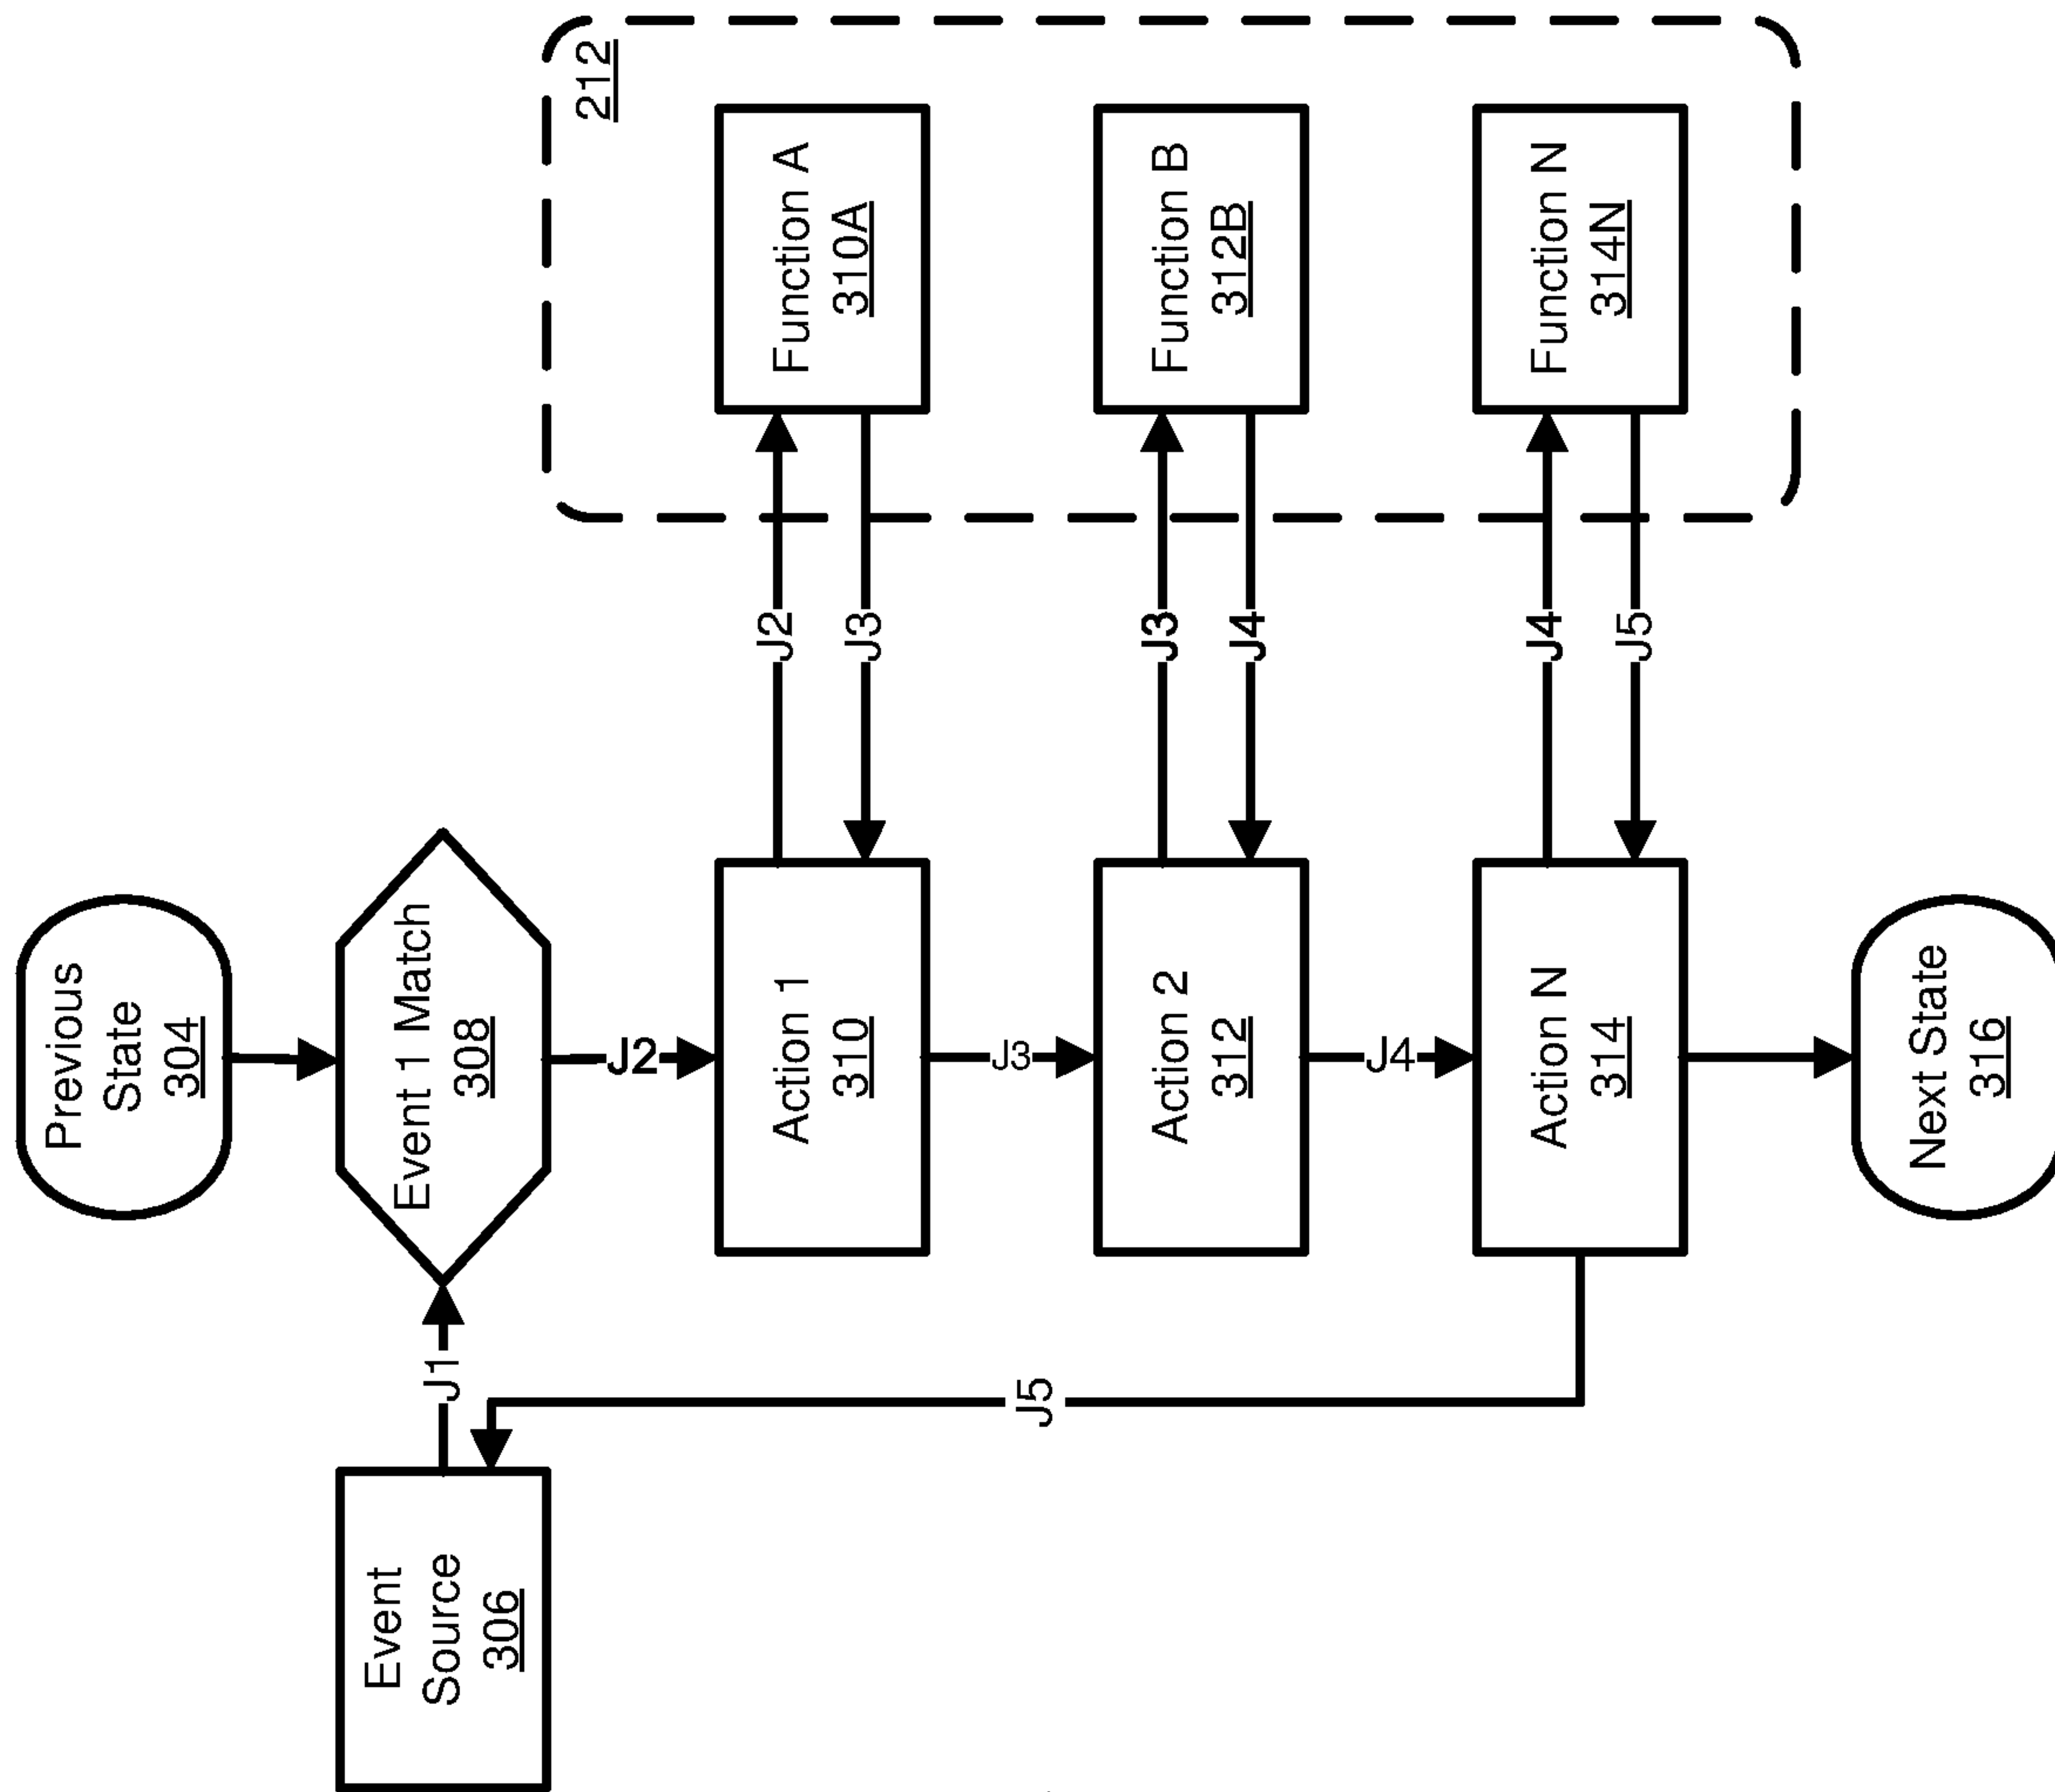 Previous
State
304
Event
Source
306
J1
Event 1 Match
308
J2
Action 1
310
J2
J3
212
Function A
310A
J3
Action 2
312
J3
J4
Function B
312B
J4
Action N
314
J4
J5
Function N
314N
J5
Next State
316